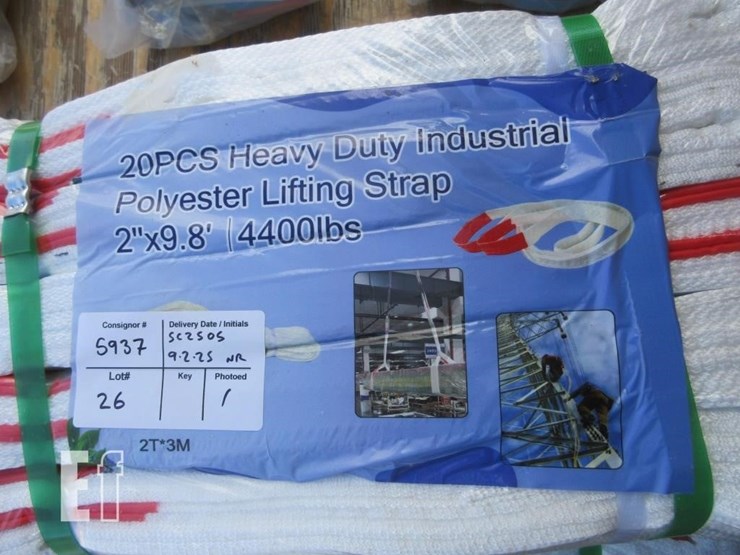 20PCS Heavy Duty Industrial
Polyester Lifting Strap
2"x9.8' | 4400lbs
Consignor # Delivery Date / Initials
5937 SC2505
9.2.25 NR
Lot# Key Photoed
26 /
2T*3M
Ef